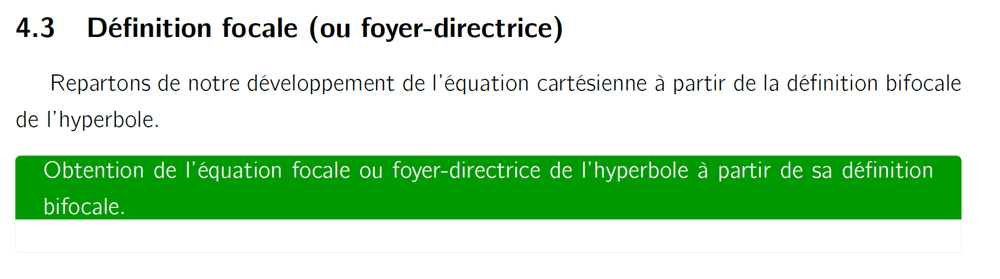 4.3 Définition focale (ou foyer-directrice)
Repartons de notre développement de l'équation cartésienne à partir de la définition bifocale
de l'hyperbole.
Obtention de l'équation focale ou foyer-directrice de l'hyperbole à partir de sa définition
bifocale.